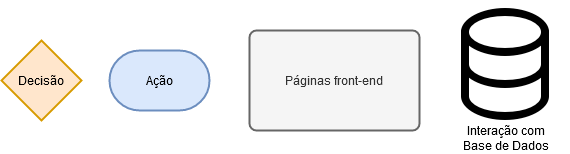 Decisão
Ação
Páginas front-end
Interação com
Base de Dados